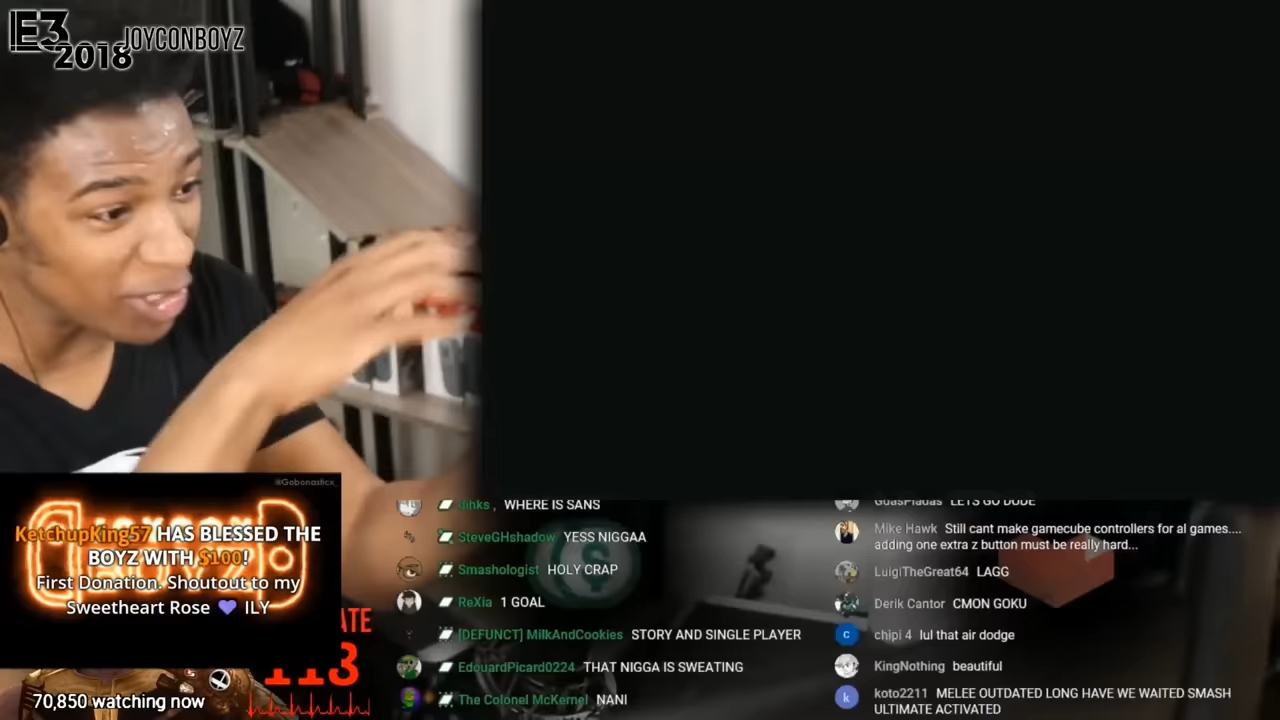 E3
2018 JOYCONBOYZ
@Gobonasticx_
KetchupKing57 HAS BLESSED THE
BOYZ WITH $100!
First Donation. Shoutout to my
Sweetheart Rose 💜 ILY
113
70,850 watching now
WHERE IS SANS
SteveGHshadow YESS NIGGAA
Smashologist HOLY CRAP
ReXia 1 GOAL
[DEFUNCT] MilkAndCookies STORY AND SINGLE PLAYER
EdouardPicard0224 THAT NIGGA IS SWEATING
The Colonel McKernel NANI
LETS GO DUDE
Mike Hawk Still cant make gamecube controllers for al games....
adding one extra z button must be really hard...
LuigiTheGreat64 LAGG
Derik Cantor CMON GOKU
chipi 4 lul that air dodge
KingNothing beautiful
koto2211 MELEE OUTDATED LONG HAVE WE WAITED SMASH
ULTIMATE ACTIVATED